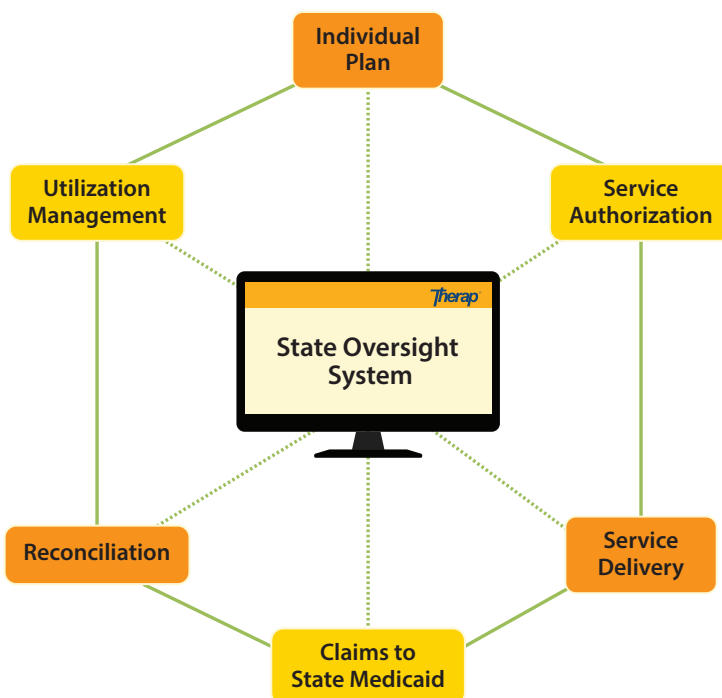 Individual
Plan
Utilization
Management
Service
Authorization
Therap
State Oversight
System
Reconciliation
Service
Delivery
Claims to
State Medicaid